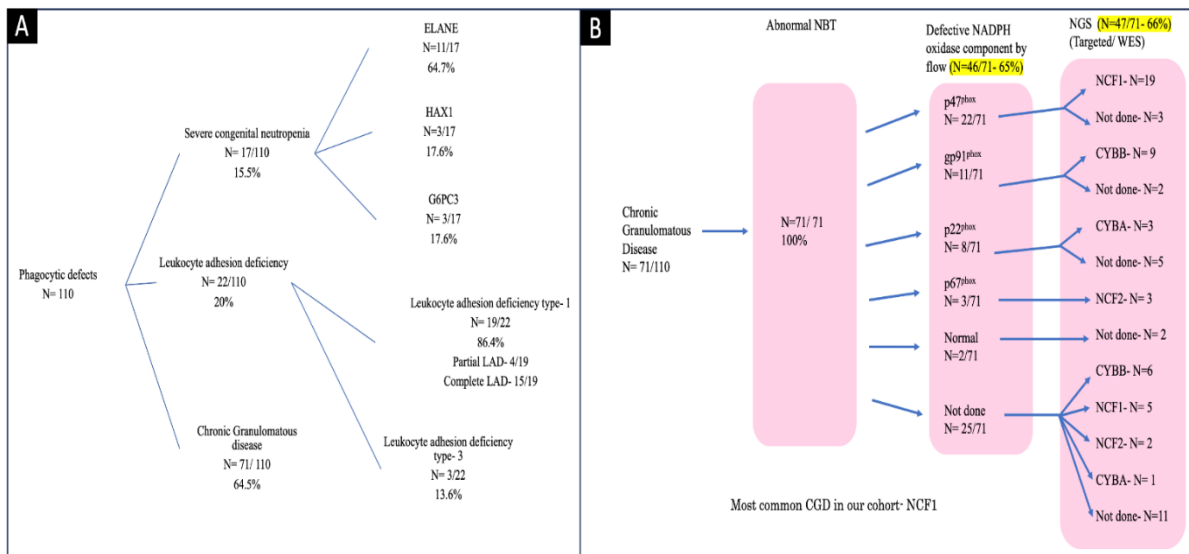 A
ELANE
N=11/17
64.7%
HAX1
N=3/17
17.6%
G6PC3
N= 3/17
17.6%
Severe congenital neutropenia
N= 17/110
15.5%
Phagocytic defects
N= 110
Leukocyte adhesion deficiency
N= 22/110
20%
Leukocyte adhesion deficiency type- 1
N= 19/22
86.4%
Partial LAD- 4/19
Complete LAD- 15/19
Chronic Granulomatous
disease
N= 71/ 110
64.5%
Leukocyte adhesion deficiency
type- 3
N= 3/22
13.6%
B
Abnormal NBT
Defective NADPH
oxidase component by
flow (N=46/71- 65%)
NGS (N=47/71- 66%)
(Targeted/ WES)
Chronic
Granulomatous
Disease
N= 71/110
N=71/ 71
100%
p47phox
N= 22/71
gp91phox
N=11/71
p22phox
N= 8/71
p67phox
N= 3/71
Normal
N=2/71
Not done
N= 25/71
NCF1- N=19
Not done- N=3
CYBB- N= 9
Not done- N=2
CYBA- N=3
Not done- N=5
NCF2- N= 3
Not done- N= 2
CYBB- N=6
NCF1- N= 5
NCF2- N= 2
CYBA- N= 1
Not done- N=11
Most common CGD in our cohort- NCF1